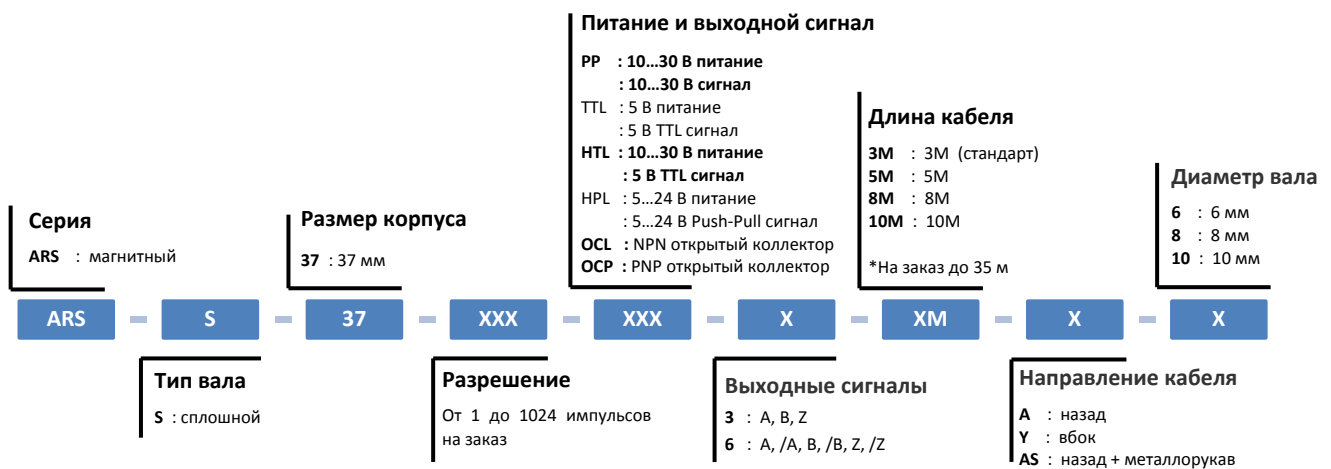 Питание и выходной сигнал
PP : 10...30 В питание
: 10...30 В сигнал
TTL : 5 В питание
: 5 В TTL сигнал
HTL : 10...30 В питание
: 5 В TTL сигнал
HPL : 5...24 В питание
: 5...24 В Push-Pull сигнал
OCL : NPN открытый коллектор
OCP : PNP открытый коллектор
Длина кабеля
3M : 3M (стандарт)
5M : 5M
8M : 8M
10M : 10M
*На заказ до 35 м
Диаметр вала
6 : 6 мм
8 : 8 мм
10 : 10 мм
Серия
ARS : магнитный
Размер корпуса
37 : 37 мм
ARS – S – 37 – XXX – XXX – X – XM – X – X
Тип вала
S : сплошной
Разрешение
От 1 до 1024 импульсов
на заказ
Выходные сигналы
3 : A, B, Z
6 : A, /A, B, /B, Z, /Z
Направление кабеля
A : назад
Y : вбок
AS : назад + металлорукав